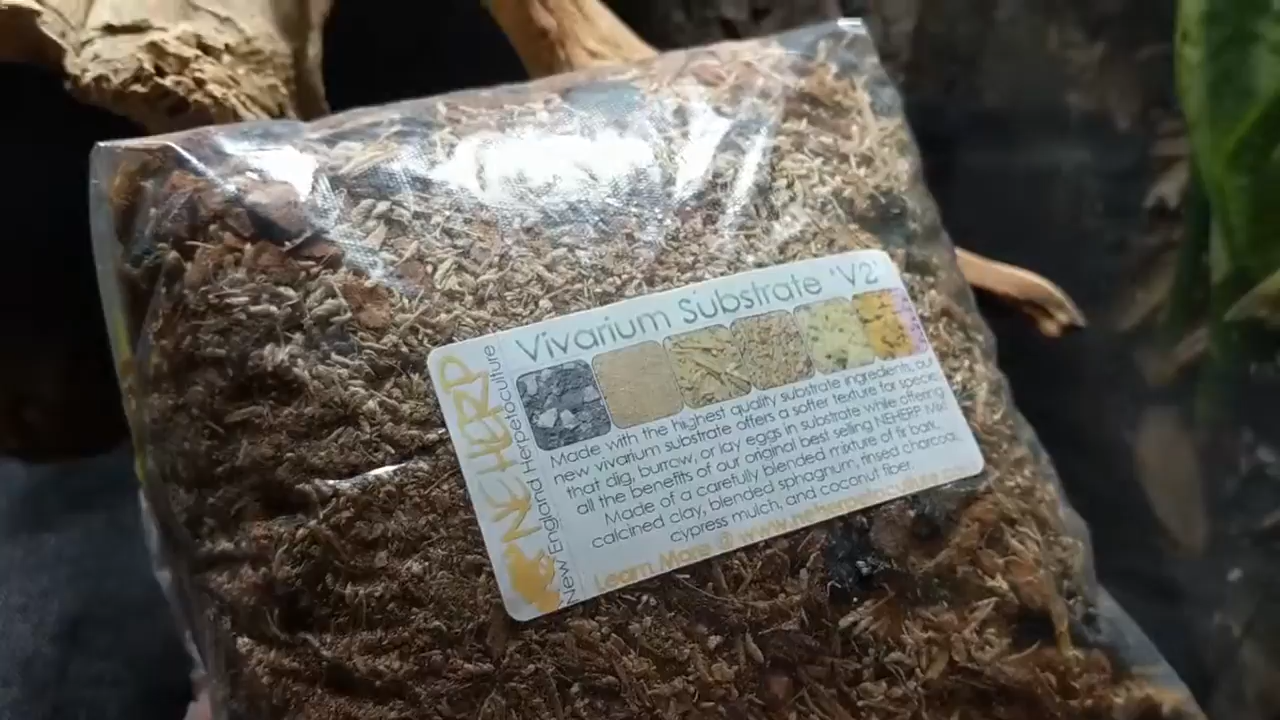 Vivarium Substrate 'V2'
NEHERP
New England Herpetoculture
Made with the highest quality substrate ingredients, our
new vivarium substrate offers a softer texture for species
that dig, burrow, or lay eggs in substrate while offering
all the benefits of our original best selling NEHERP Mix!
Made of a carefully blended mixture of fir bark,
calcined clay, blended sphagnum, rinsed charcoal,
cypress mulch, and coconut fiber.
Learn More @